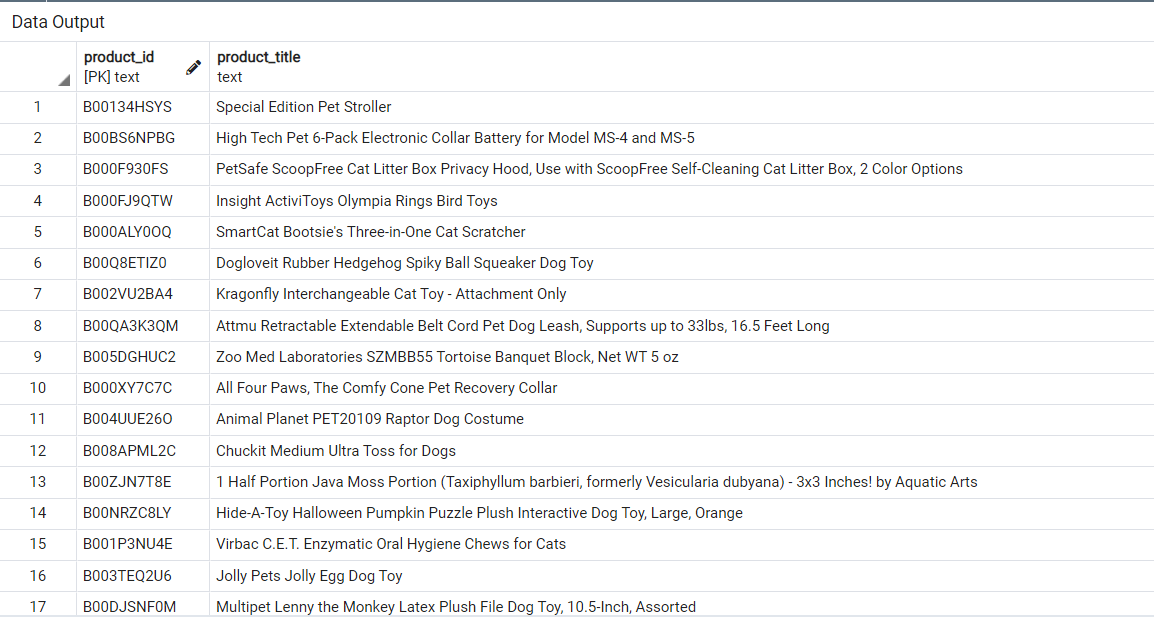 Data Output
product_id product_title
[PK] text text
1 B00134HSYS Special Edition Pet Stroller
2 B00BS6NPBG High Tech Pet 6-Pack Electronic Collar Battery for Model MS-4 and MS-5
3 B000F930FS PetSafe ScoopFree Cat Litter Box Privacy Hood, Use with ScoopFree Self-Cleaning Cat Litter Box, 2 Color Options
4 B000FJ9QTW Insight ActiviToys Olympia Rings Bird Toys
5 B000ALY0OQ SmartCat Bootsie's Three-in-One Cat Scratcher
6 B00Q8ETIZ0 Dogloveit Rubber Hedgehog Spiky Ball Squeaker Dog Toy
7 B002VU2BA4 Kragonfly Interchangeable Cat Toy - Attachment Only
8 B00QA3K3QM Attmu Retractable Extendable Belt Cord Pet Dog Leash, Supports up to 33lbs, 16.5 Feet Long
9 B005DGHUC2 Zoo Med Laboratories SZMBB55 Tortoise Banquet Block, Net WT 5 oz
10 B000XY7C7C All Four Paws, The Comfy Cone Pet Recovery Collar
11 B004UUE26O Animal Planet PET20109 Raptor Dog Costume
12 B008APML2C Chuckit Medium Ultra Toss for Dogs
13 B00ZJN7T8E 1 Half Portion Java Moss Portion (Taxiphyllum barbieri, formerly Vesicularia dubyana) - 3x3 Inches! by Aquatic Arts
14 B00NRZC8LY Hide-A-Toy Halloween Pumpkin Puzzle Plush Interactive Dog Toy, Large, Orange
15 B001P3NU4E Virbac C.E.T. Enzymatic Oral Hygiene Chews for Cats
16 B003TEQ2U6 Jolly Pets Jolly Egg Dog Toy
17 B00DJSNF0M Multipet Lenny the Monkey Latex Plush File Dog Toy, 10.5-Inch, Assorted